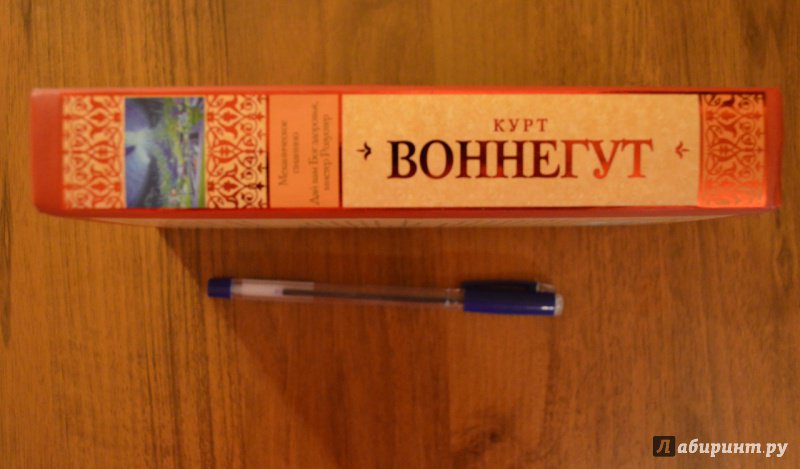 КУРТ
ВОННЕГУТ
Механическое
пианино
Дай вам Бог здоровья,
мистер Розуотер
Лабиринт.ру